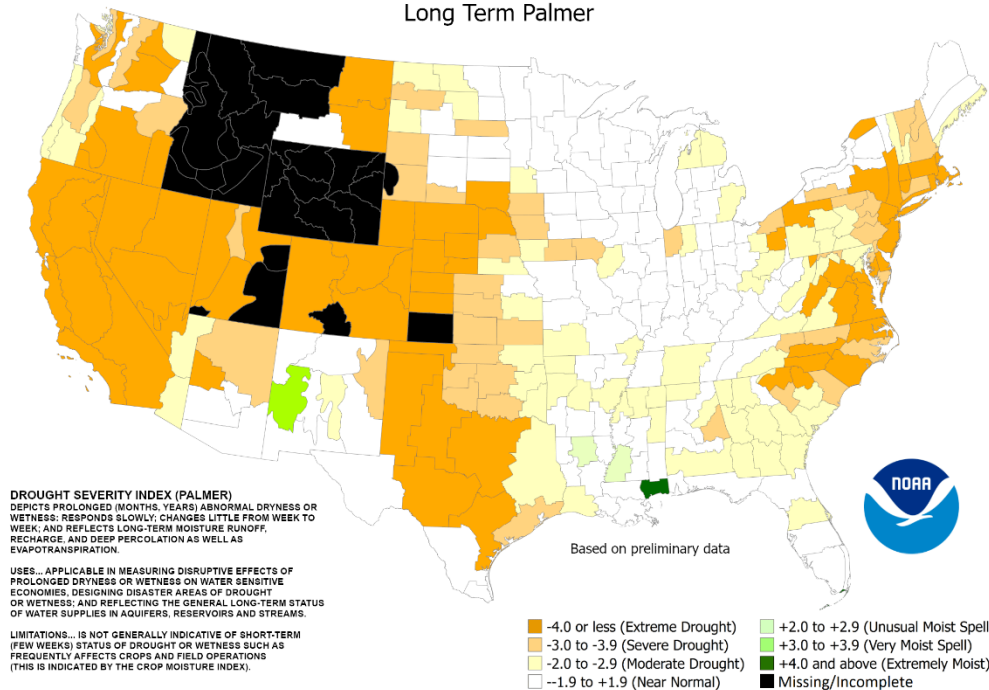 Long Term Palmer
DROUGHT SEVERITY INDEX (PALMER)
DEPICTS PROLONGED (MONTHS, YEARS) ABNORMAL DRYNESS OR
WETNESS: RESPONDS SLOWLY; CHANGES LITTLE FROM WEEK TO
WEEK; AND REFLECTS LONG-TERM MOISTURE RUNOFF,
RECHARGE, AND DEEP PERCOLATION AS WELL AS
EVAPOTRANSPIRATION.
USES... APPLICABLE IN MEASURING DISRUPTIVE EFFECTS OF
PROLONGED DRYNESS OR WETNESS ON WATER SENSITIVE
ECONOMIES, DESIGNING DISASTER AREAS OF DROUGHT
OR WETNESS; AND REFLECTING THE GENERAL LONG-TERM STATUS
OF WATER SUPPLIES IN AQUIFERS, RESERVOIRS AND STREAMS.
LIMITATIONS... IS NOT GENERALLY INDICATIVE OF SHORT-TERM
(FEW WEEKS) STATUS OF DROUGHT OR WETNESS SUCH AS
FREQUENTLY AFFECTS CROPS AND FIELD OPERATIONS
(THIS IS INDICATED BY THE CROP MOISTURE INDEX).
NOAA
Based on preliminary data
-4.0 or less (Extreme Drought)
-3.0 to -3.9 (Severe Drought)
-2.0 to -2.9 (Moderate Drought)
--1.9 to +1.9 (Near Normal)
+2.0 to +2.9 (Unusual Moist Spell)
+3.0 to +3.9 (Very Moist Spell)
+4.0 and above (Extremely Moist)
Missing/Incomplete